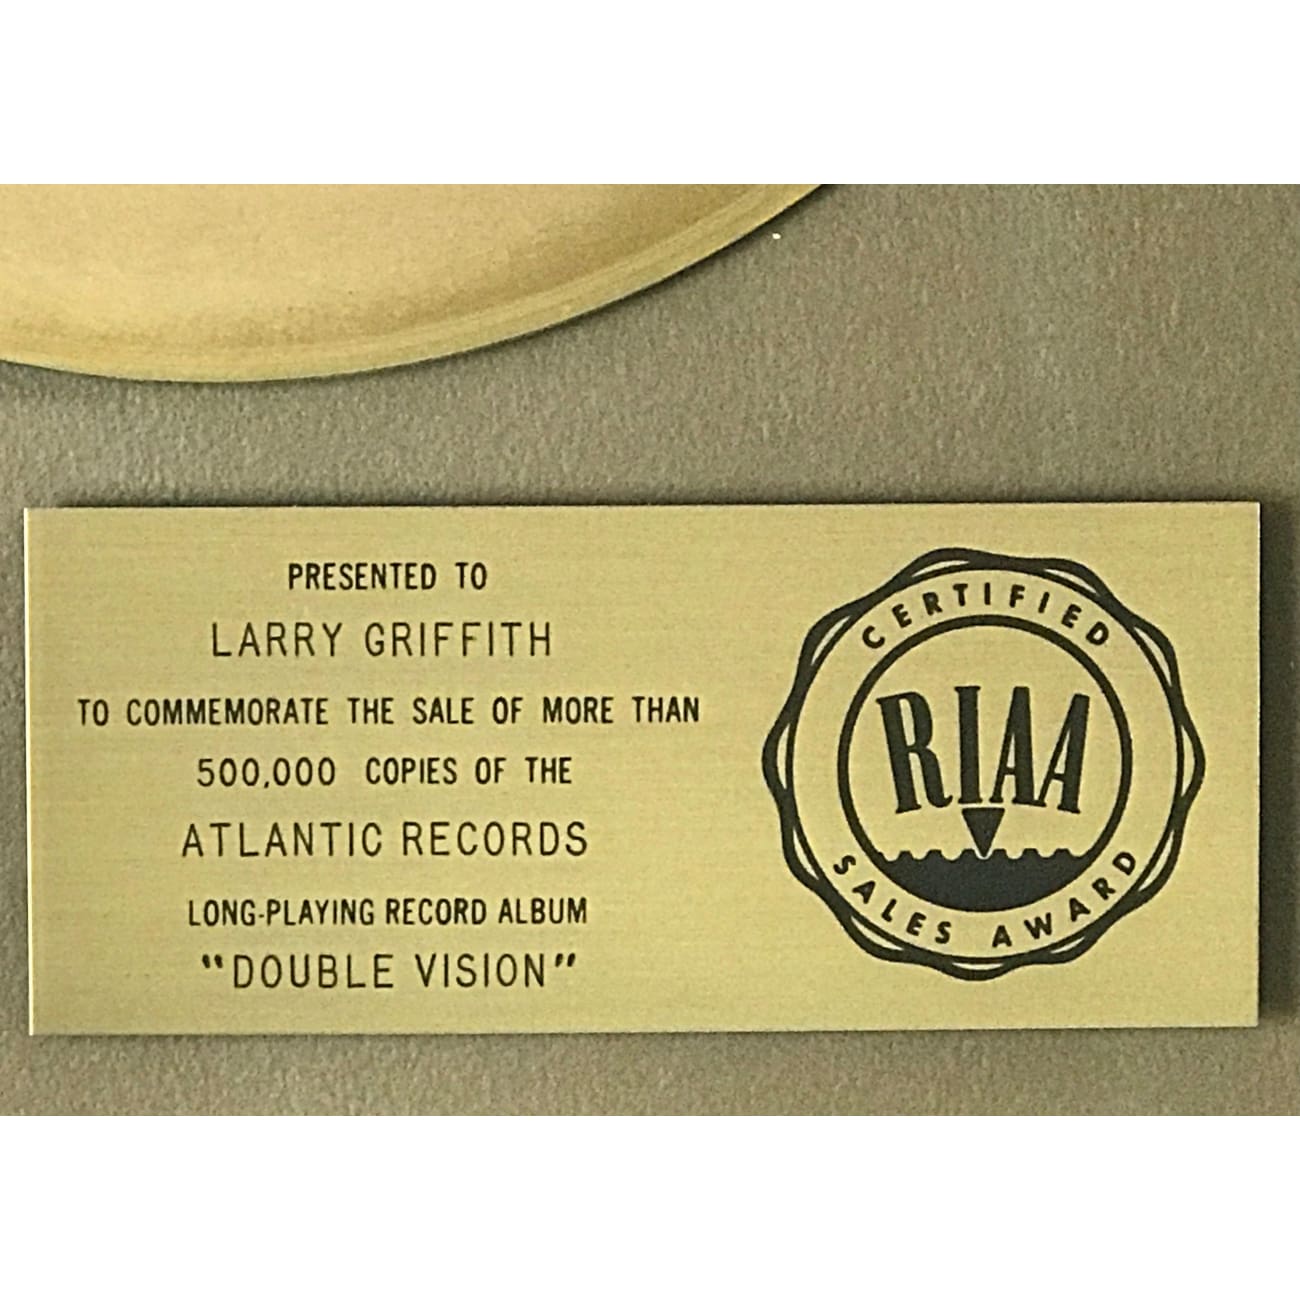 PRESENTED TO
LARRY GRIFFITH
TO COMMEMORATE THE SALE OF MORE THAN
500,000 COPIES OF THE
ATLANTIC RECORDS
LONG-PLAYING RECORD ALBUM
"DOUBLE VISION"
CERTIFIED
RIAA
SALES AWARD